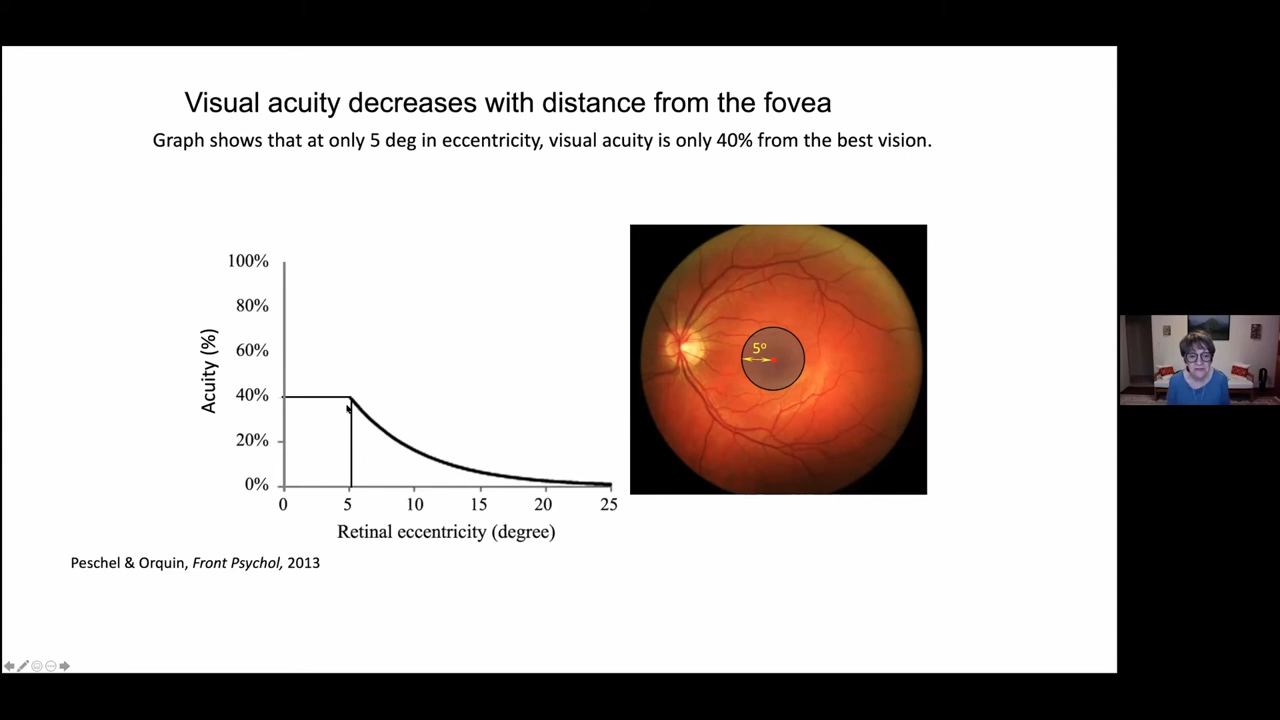 Visual acuity decreases with distance from the fovea
Graph shows that at only 5 deg in eccentricity, visual acuity is only 40% from the best vision.
100%
80%
60%
40%
20%
0%
Acuity (%)
0 5 10 15 20 25
Retinal eccentricity (degree)
5º
Peschel & Orquin, Front Psychol, 2013